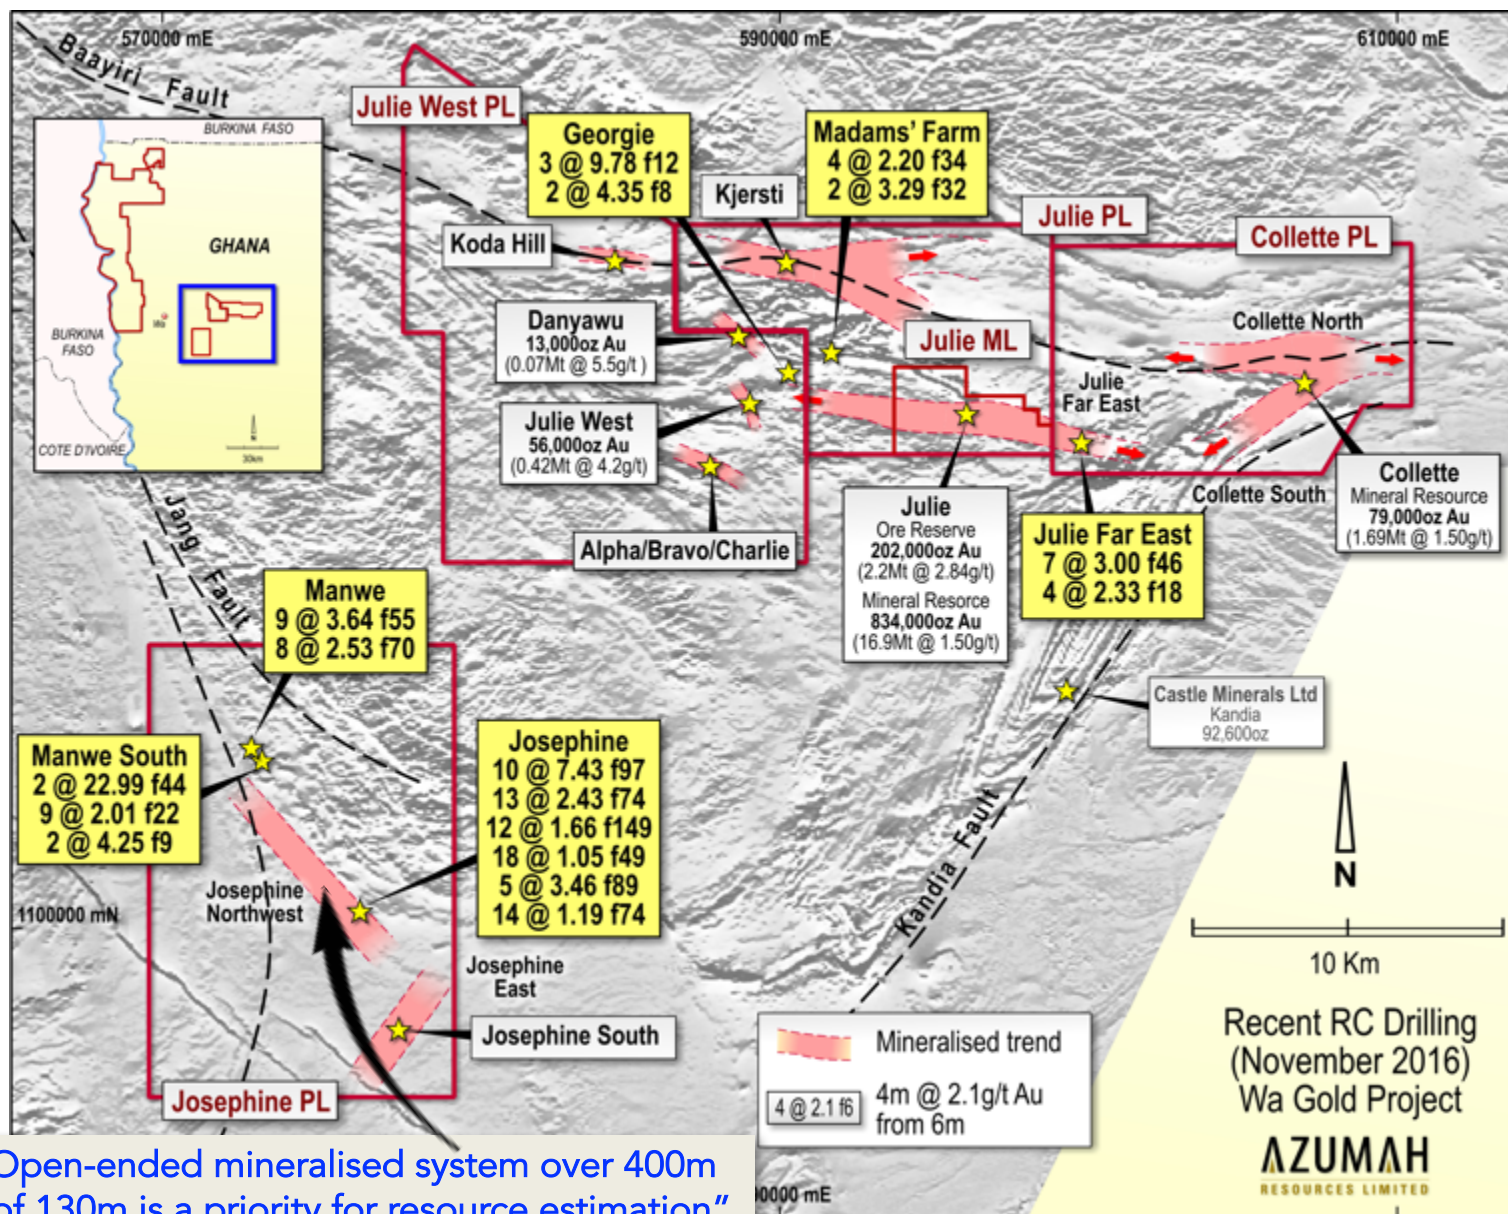 570000 mE
590000 mE
610000 mE
Baayiri Fault
Julie West PL
BURKINA FASO
GHANA
Wa
BURKINA
FASO
COTE D'IVOIRE
N
30km
Georgie
3 @ 9.78 f12
2 @ 4.35 f8
Madams' Farm
4 @ 2.20 f34
2 @ 3.29 f32
Kjersti
Koda Hill
Julie PL
Collette PL
Danyawu
13,000oz Au
(0.07Mt @ 5.5g/t )
Julie ML
Collette North
Julie
Far East
Julie West
56,000oz Au
(0.42Mt @ 4.2g/t)
Alpha/Bravo/Charlie
Julie
Ore Reserve
202,000oz Au
(2.2Mt @ 2.84g/t)
Mineral Resorce
834,000oz Au
(16.9Mt @ 1.50g/t)
Julie Far East
7 @ 3.00 f46
4 @ 2.33 f18
Collette South
Collette
Mineral Resource
79,000oz Au
(1.69Mt @ 1.50g/t)
Jang Fault
Manwe
9 @ 3.64 f55
8 @ 2.53 f70
Castle Minerals Ltd
Kandia
92,600oz
Manwe South
2 @ 22.99 f44
9 @ 2.01 f22
2 @ 4.25 f9
Josephine
10 @ 7.43 f97
13 @ 2.43 f74
12 @ 1.66 f149
18 @ 1.05 f49
5 @ 3.46 f89
14 @ 1.19 f74
Kandia Fault
Josephine
Northwest
1100000 mN
Josephine
East
Josephine South
Josephine PL
N
10 Km
Mineralised trend
4 @ 2.1 f6
4m @ 2.1g/t Au
from 6m
Recent RC Drilling
(November 2016)
Wa Gold Project
AZUMAH
RESOURCES LIMITED
Open-ended mineralised system over 400m
of 130m is a priority for resource estimation”
0000 mE